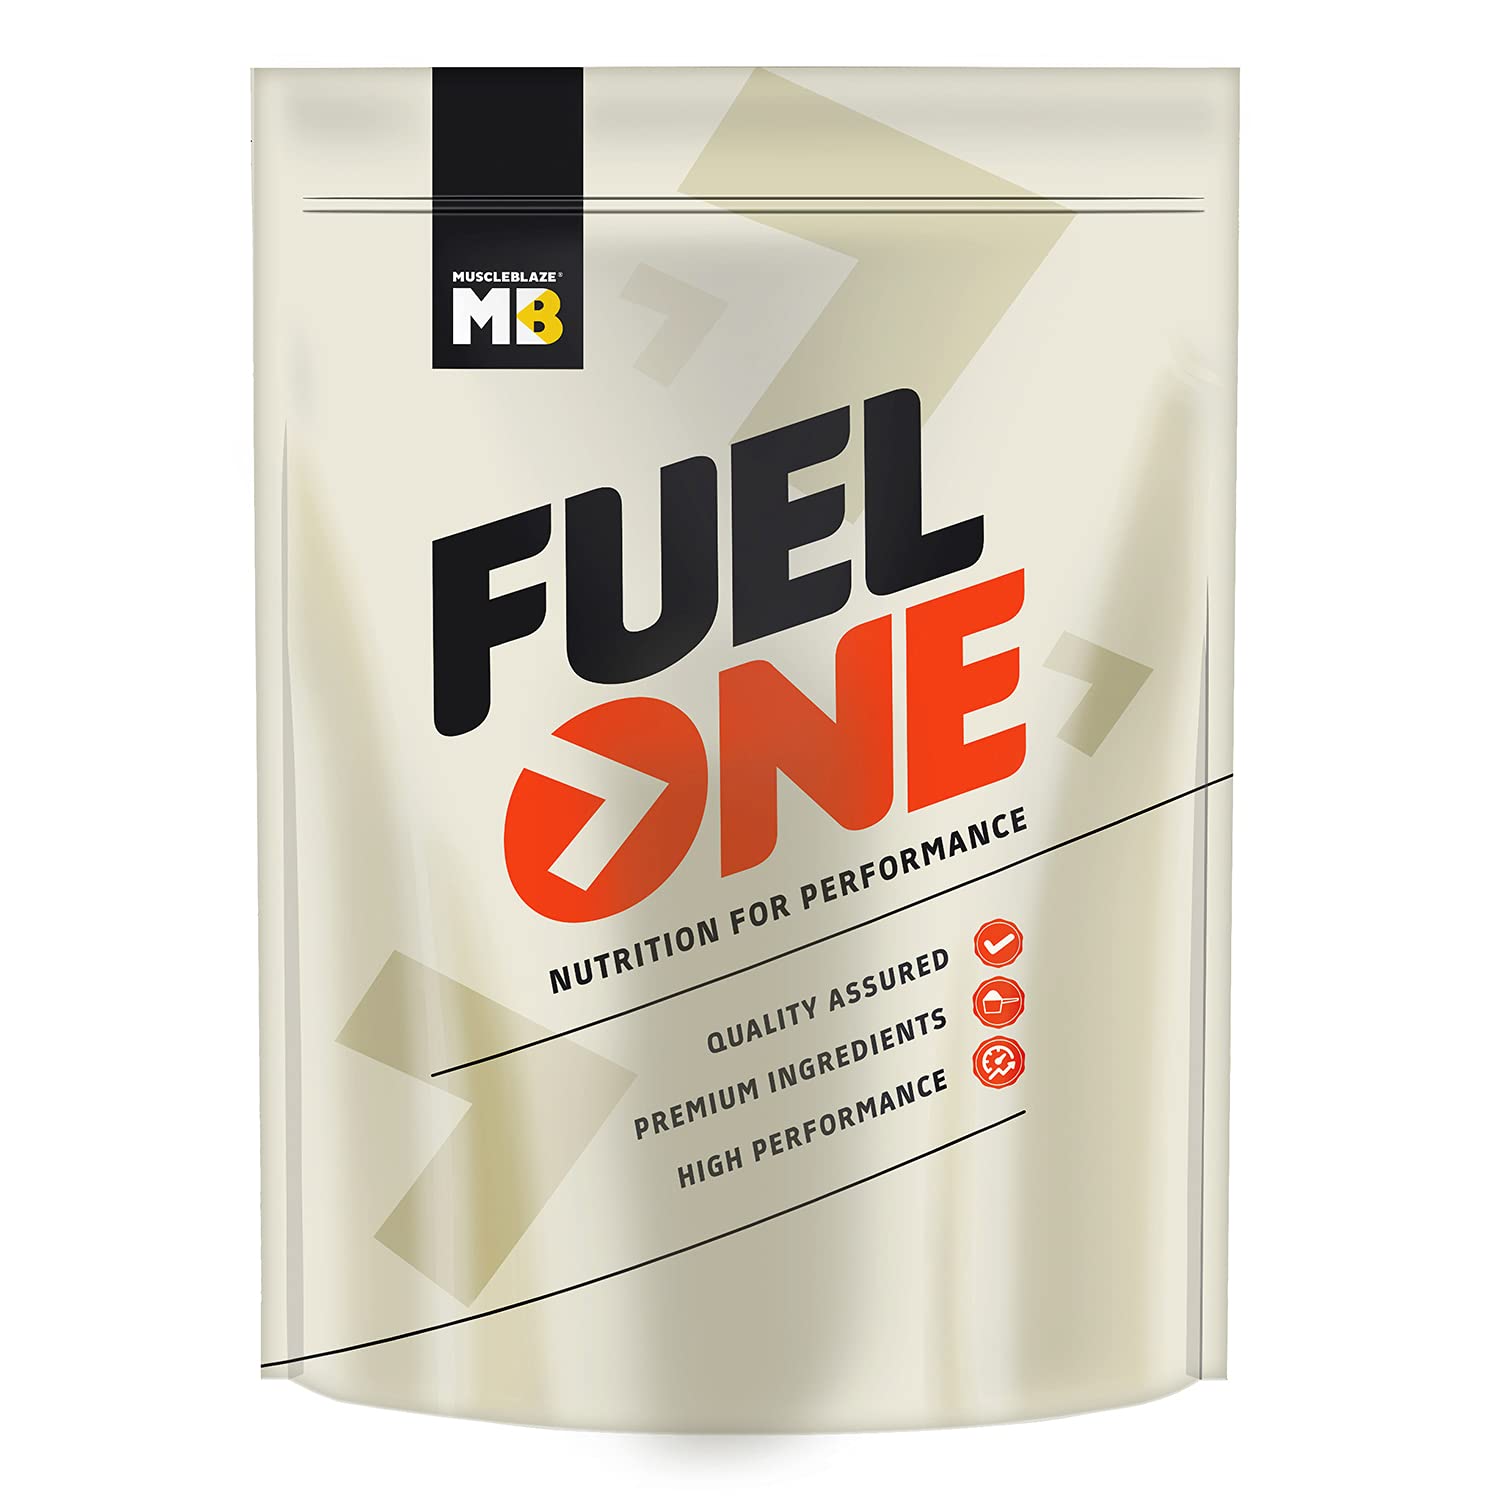 MUSCLEBLAZE®
MB
FUEL
ONE
NUTRITION FOR PERFORMANCE
QUALITY ASSURED
PREMIUM INGREDIENTS
HIGH PERFORMANCE